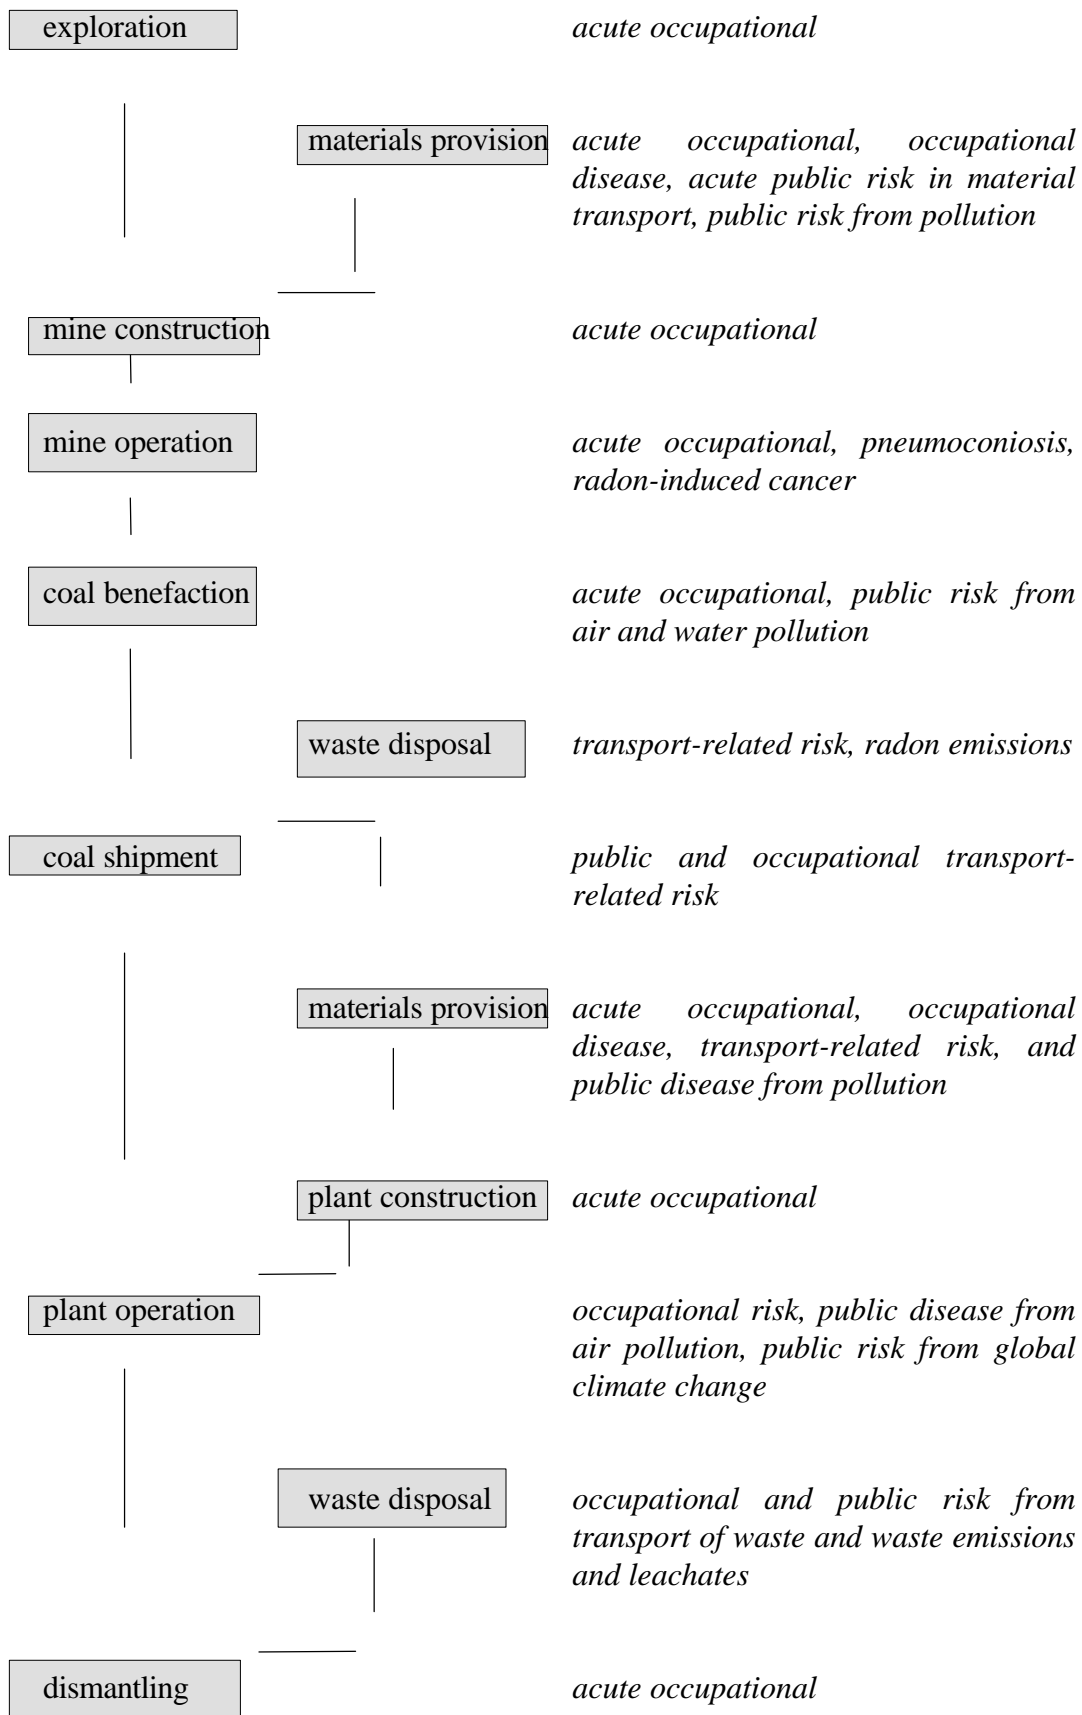 exploration acute occupational
materials provision acute occupational, occupational
disease, acute public risk in material
transport, public risk from pollution
mine construction acute occupational
mine operation acute occupational, pneumoconiosis,
radon-induced cancer
coal benefaction acute occupational, public risk from
air and water pollution
waste disposal transport-related risk, radon emissions
coal shipment public and occupational transport-
related risk
materials provision acute occupational, occupational
disease, transport-related risk, and
public disease from pollution
plant construction acute occupational
plant operation occupational risk, public disease from
air pollution, public risk from global
climate change
waste disposal occupational and public risk from
transport of waste and waste emissions
and leachates
dismantling acute occupational